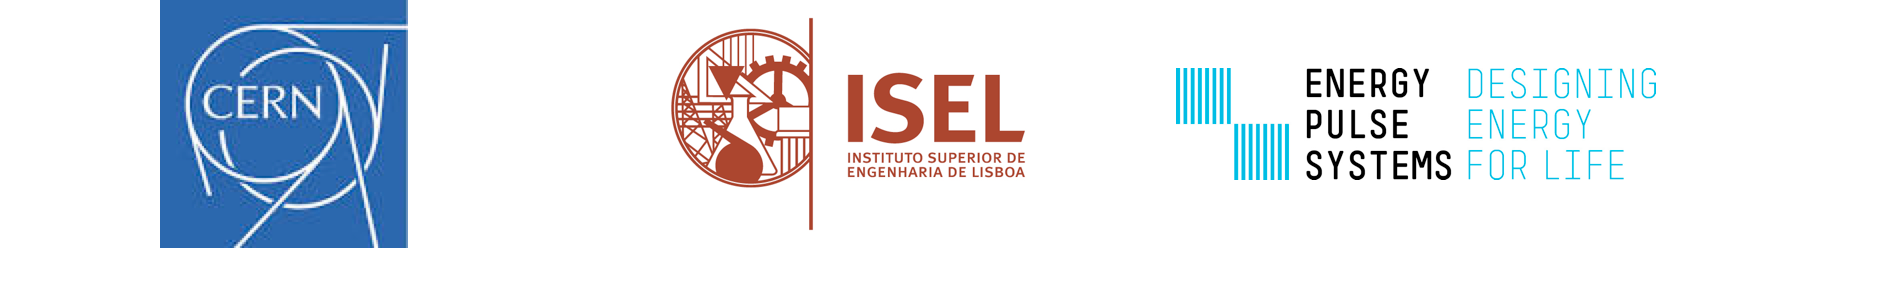 CERN
ISEL
INSTITUTO SUPERIOR DE
ENGENHARIA DE LISBOA
ENERGY
PULSE
SYSTEMS
DESIGNING
ENERGY
FOR LIFE